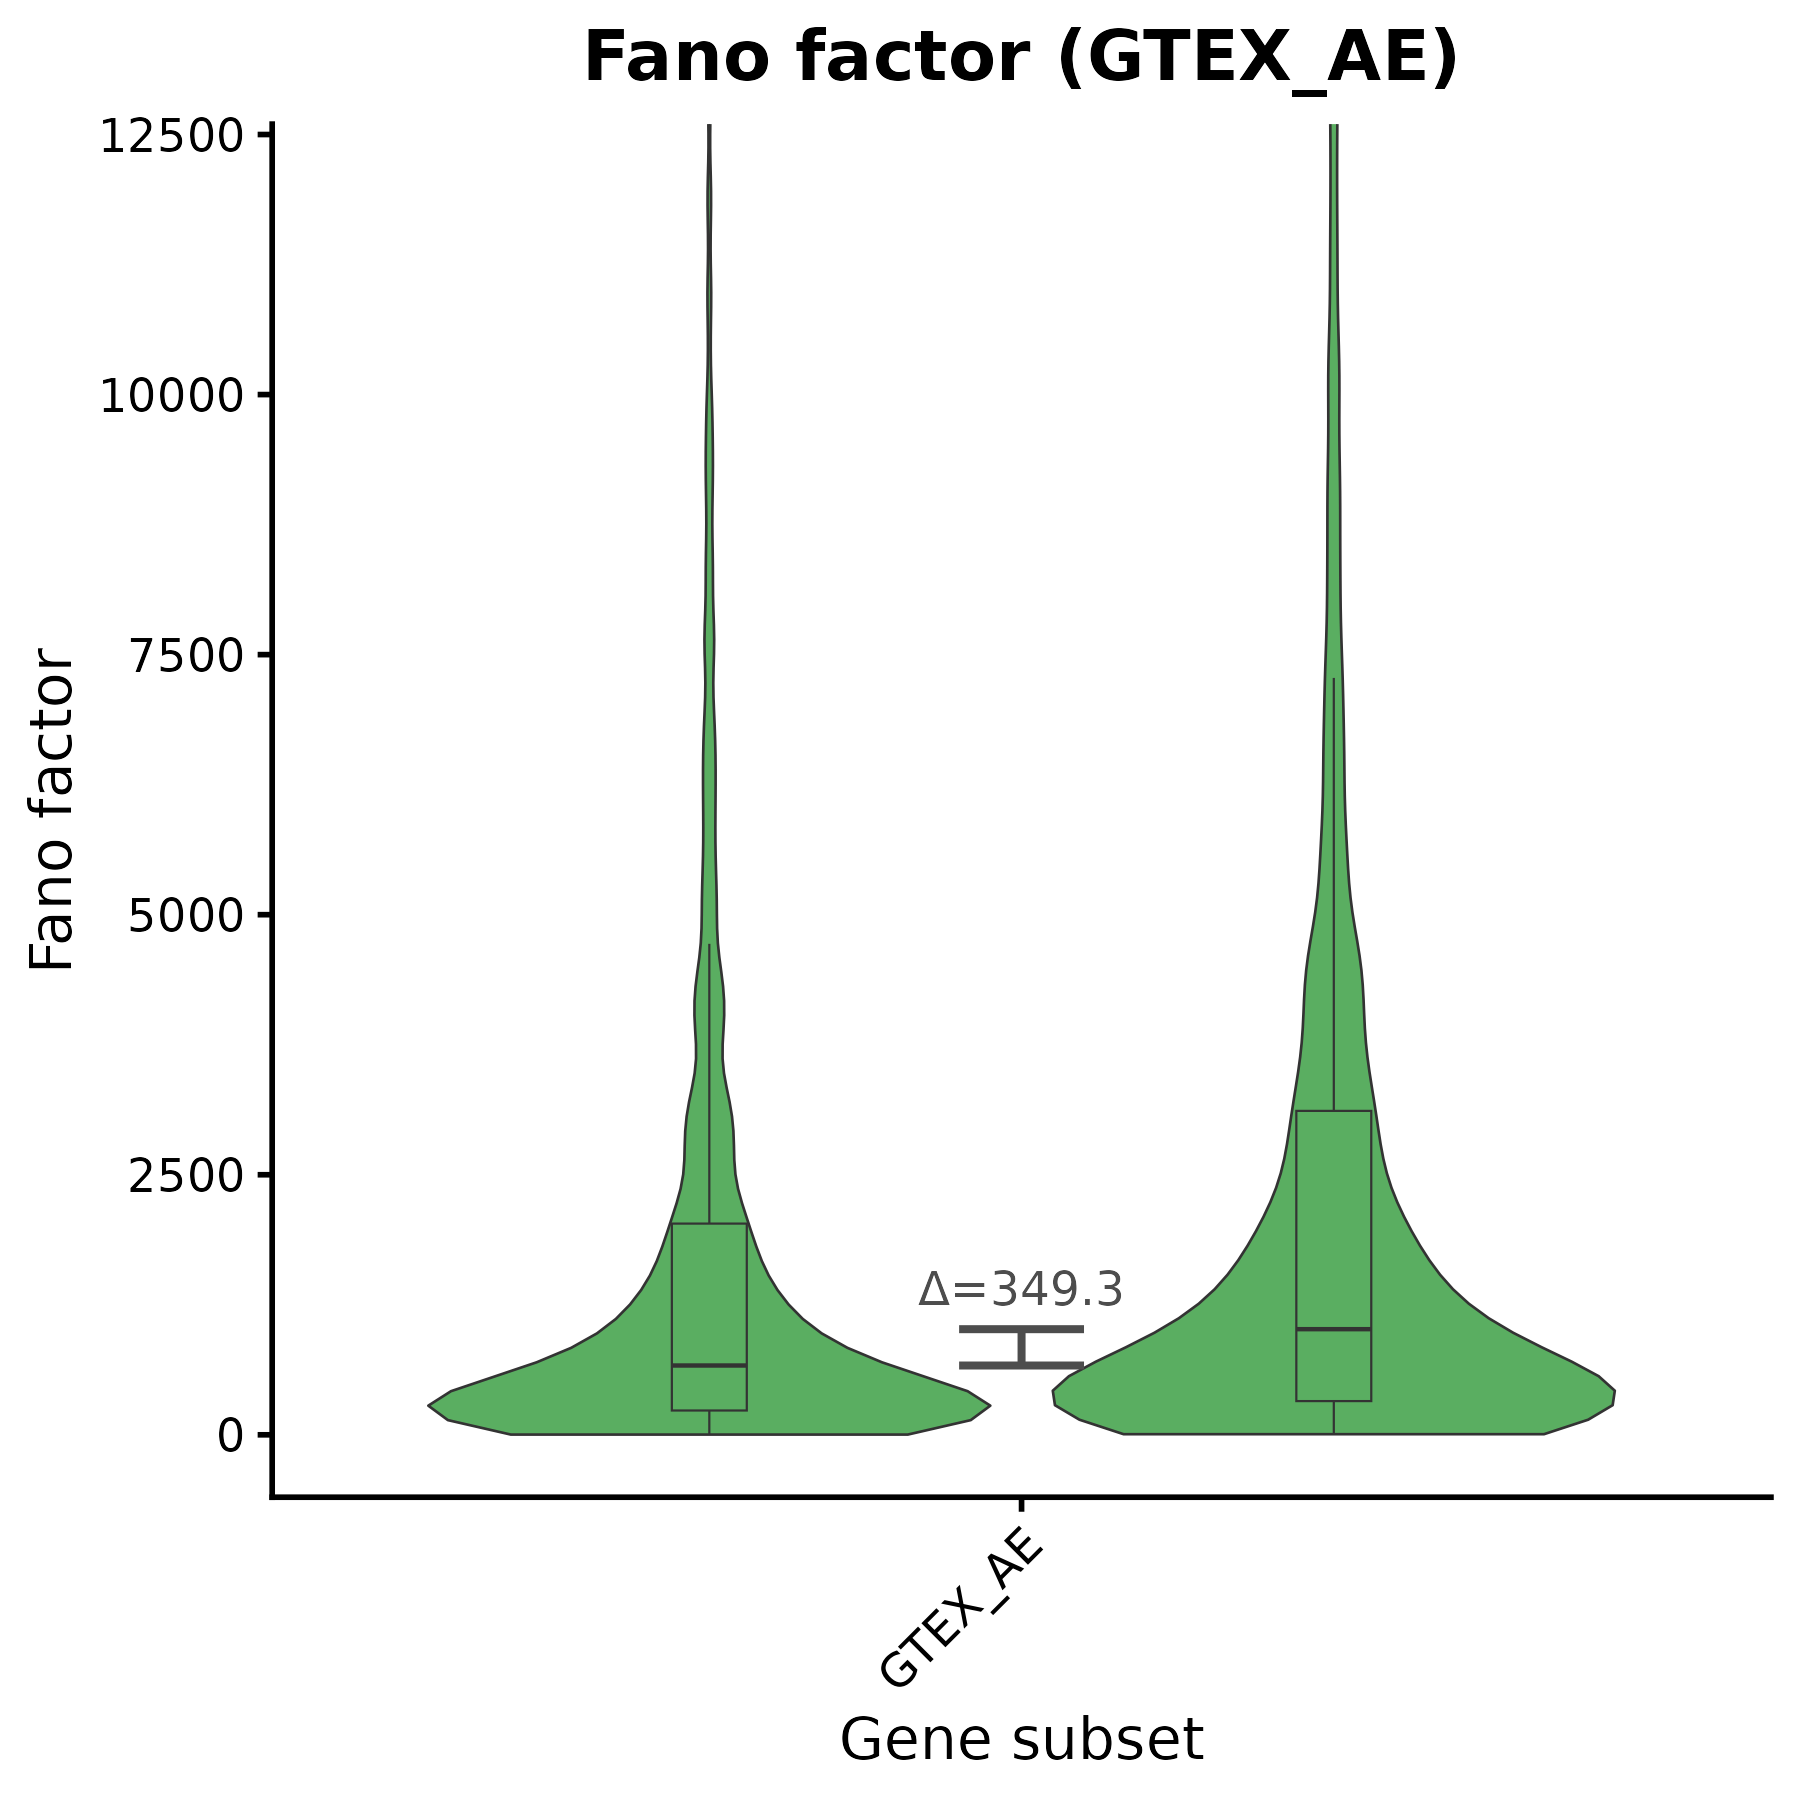 Fano factor (GTEX_AE)
12500
10000
7500
5000
2500
0
Fano factor
Δ=349.3
GTEX_AE
Gene subset